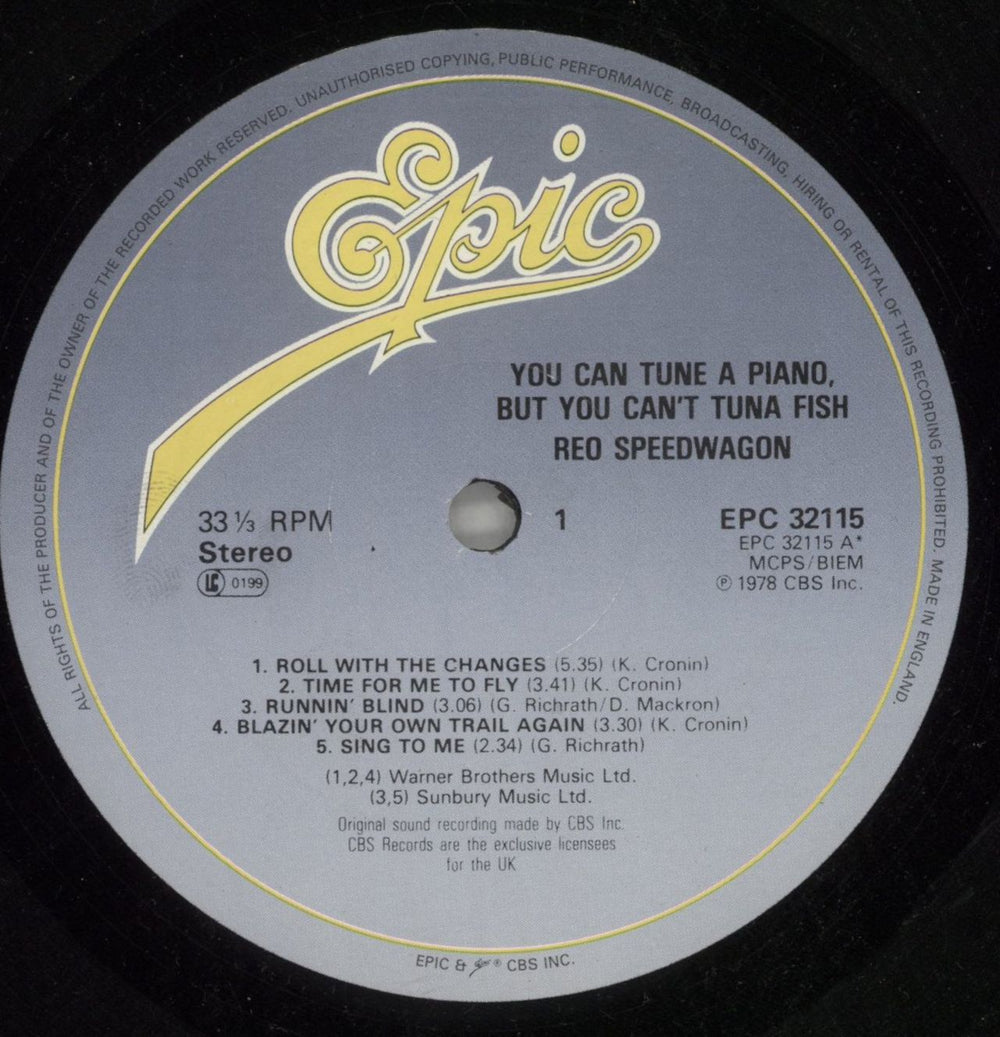 ALL RIGHTS OF THE PRODUCER AND OF THE OWNER OF THE RECORDED WORK RESERVED. UNAUTHORISED COPYING, PUBLIC PERFORMANCE, BROADCASTING, HIRING OR RENTAL OF THIS RECORDING PROHIBITED. MADE IN ENGLAND.
Epic
YOU CAN TUNE A PIANO,
BUT YOU CAN'T TUNA FISH
REO SPEEDWAGON
33 ⅓ RPM
Stereo
LC 0199
1
EPC 32115
EPC 32115 A*
MCPS/BIEM
℗ 1978 CBS Inc.
1. ROLL WITH THE CHANGES (5.35) (K. Cronin)
2. TIME FOR ME TO FLY (3.41) (K. Cronin)
3. RUNNIN' BLIND (3.06) (G. Richrath/D. Mackron)
4. BLAZIN' YOUR OWN TRAIL AGAIN (3.30) (K. Cronin)
5. SING TO ME (2.34) (G. Richrath)
(1,2,4) Warner Brothers Music Ltd.
(3,5) Sunbury Music Ltd.
Original sound recording made by CBS Inc.
CBS Records are the exclusive licensees
for the UK
EPIC & Epic ® CBS INC.